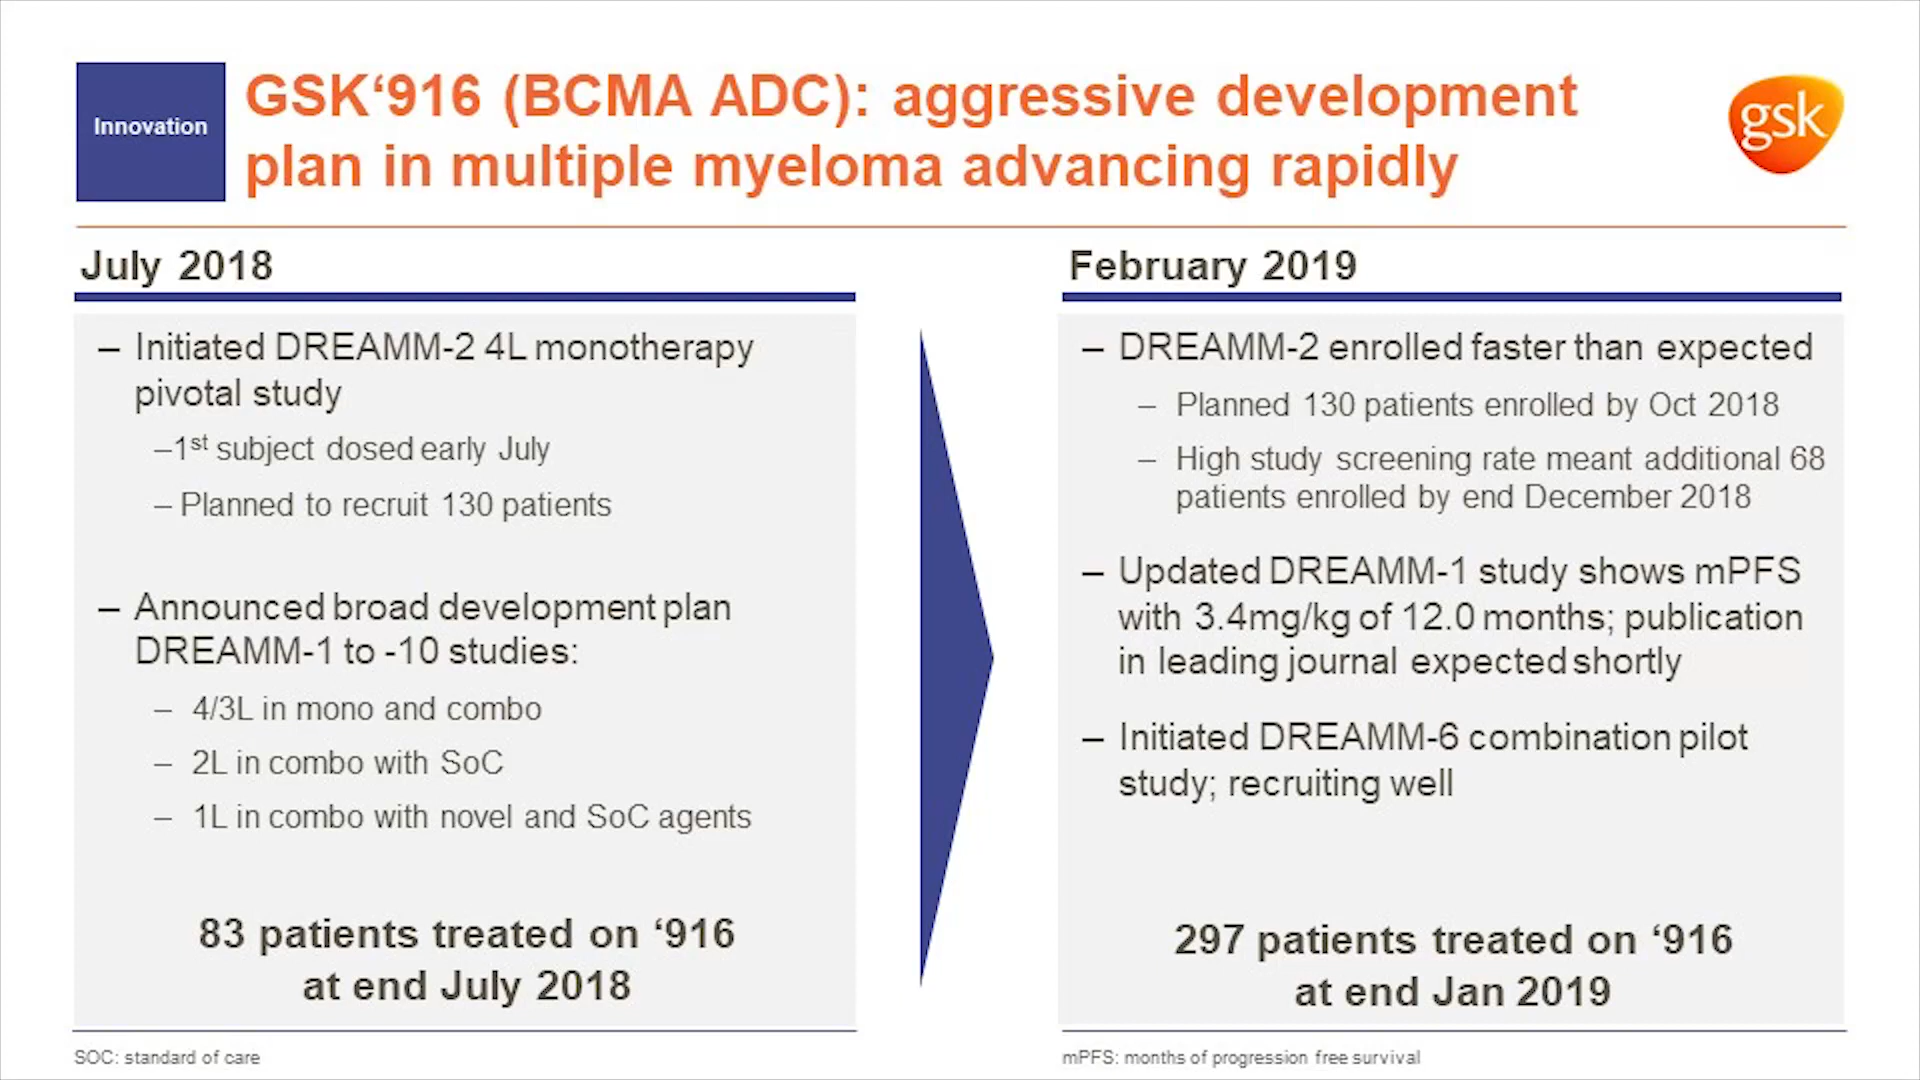 Innovation
GSK‘916 (BCMA ADC): aggressive development
plan in multiple myeloma advancing rapidly
gsk
July 2018
– Initiated DREAMM-2 4L monotherapy
pivotal study
–1st subject dosed early July
– Planned to recruit 130 patients
– Announced broad development plan
DREAMM-1 to -10 studies:
– 4/3L in mono and combo
– 2L in combo with SoC
– 1L in combo with novel and SoC agents
83 patients treated on ‘916
at end July 2018
SOC: standard of care
February 2019
– DREAMM-2 enrolled faster than expected
– Planned 130 patients enrolled by Oct 2018
– High study screening rate meant additional 68
patients enrolled by end December 2018
– Updated DREAMM-1 study shows mPFS
with 3.4mg/kg of 12.0 months; publication
in leading journal expected shortly
– Initiated DREAMM-6 combination pilot
study; recruiting well
297 patients treated on ‘916
at end Jan 2019
mPFS: months of progression free survival